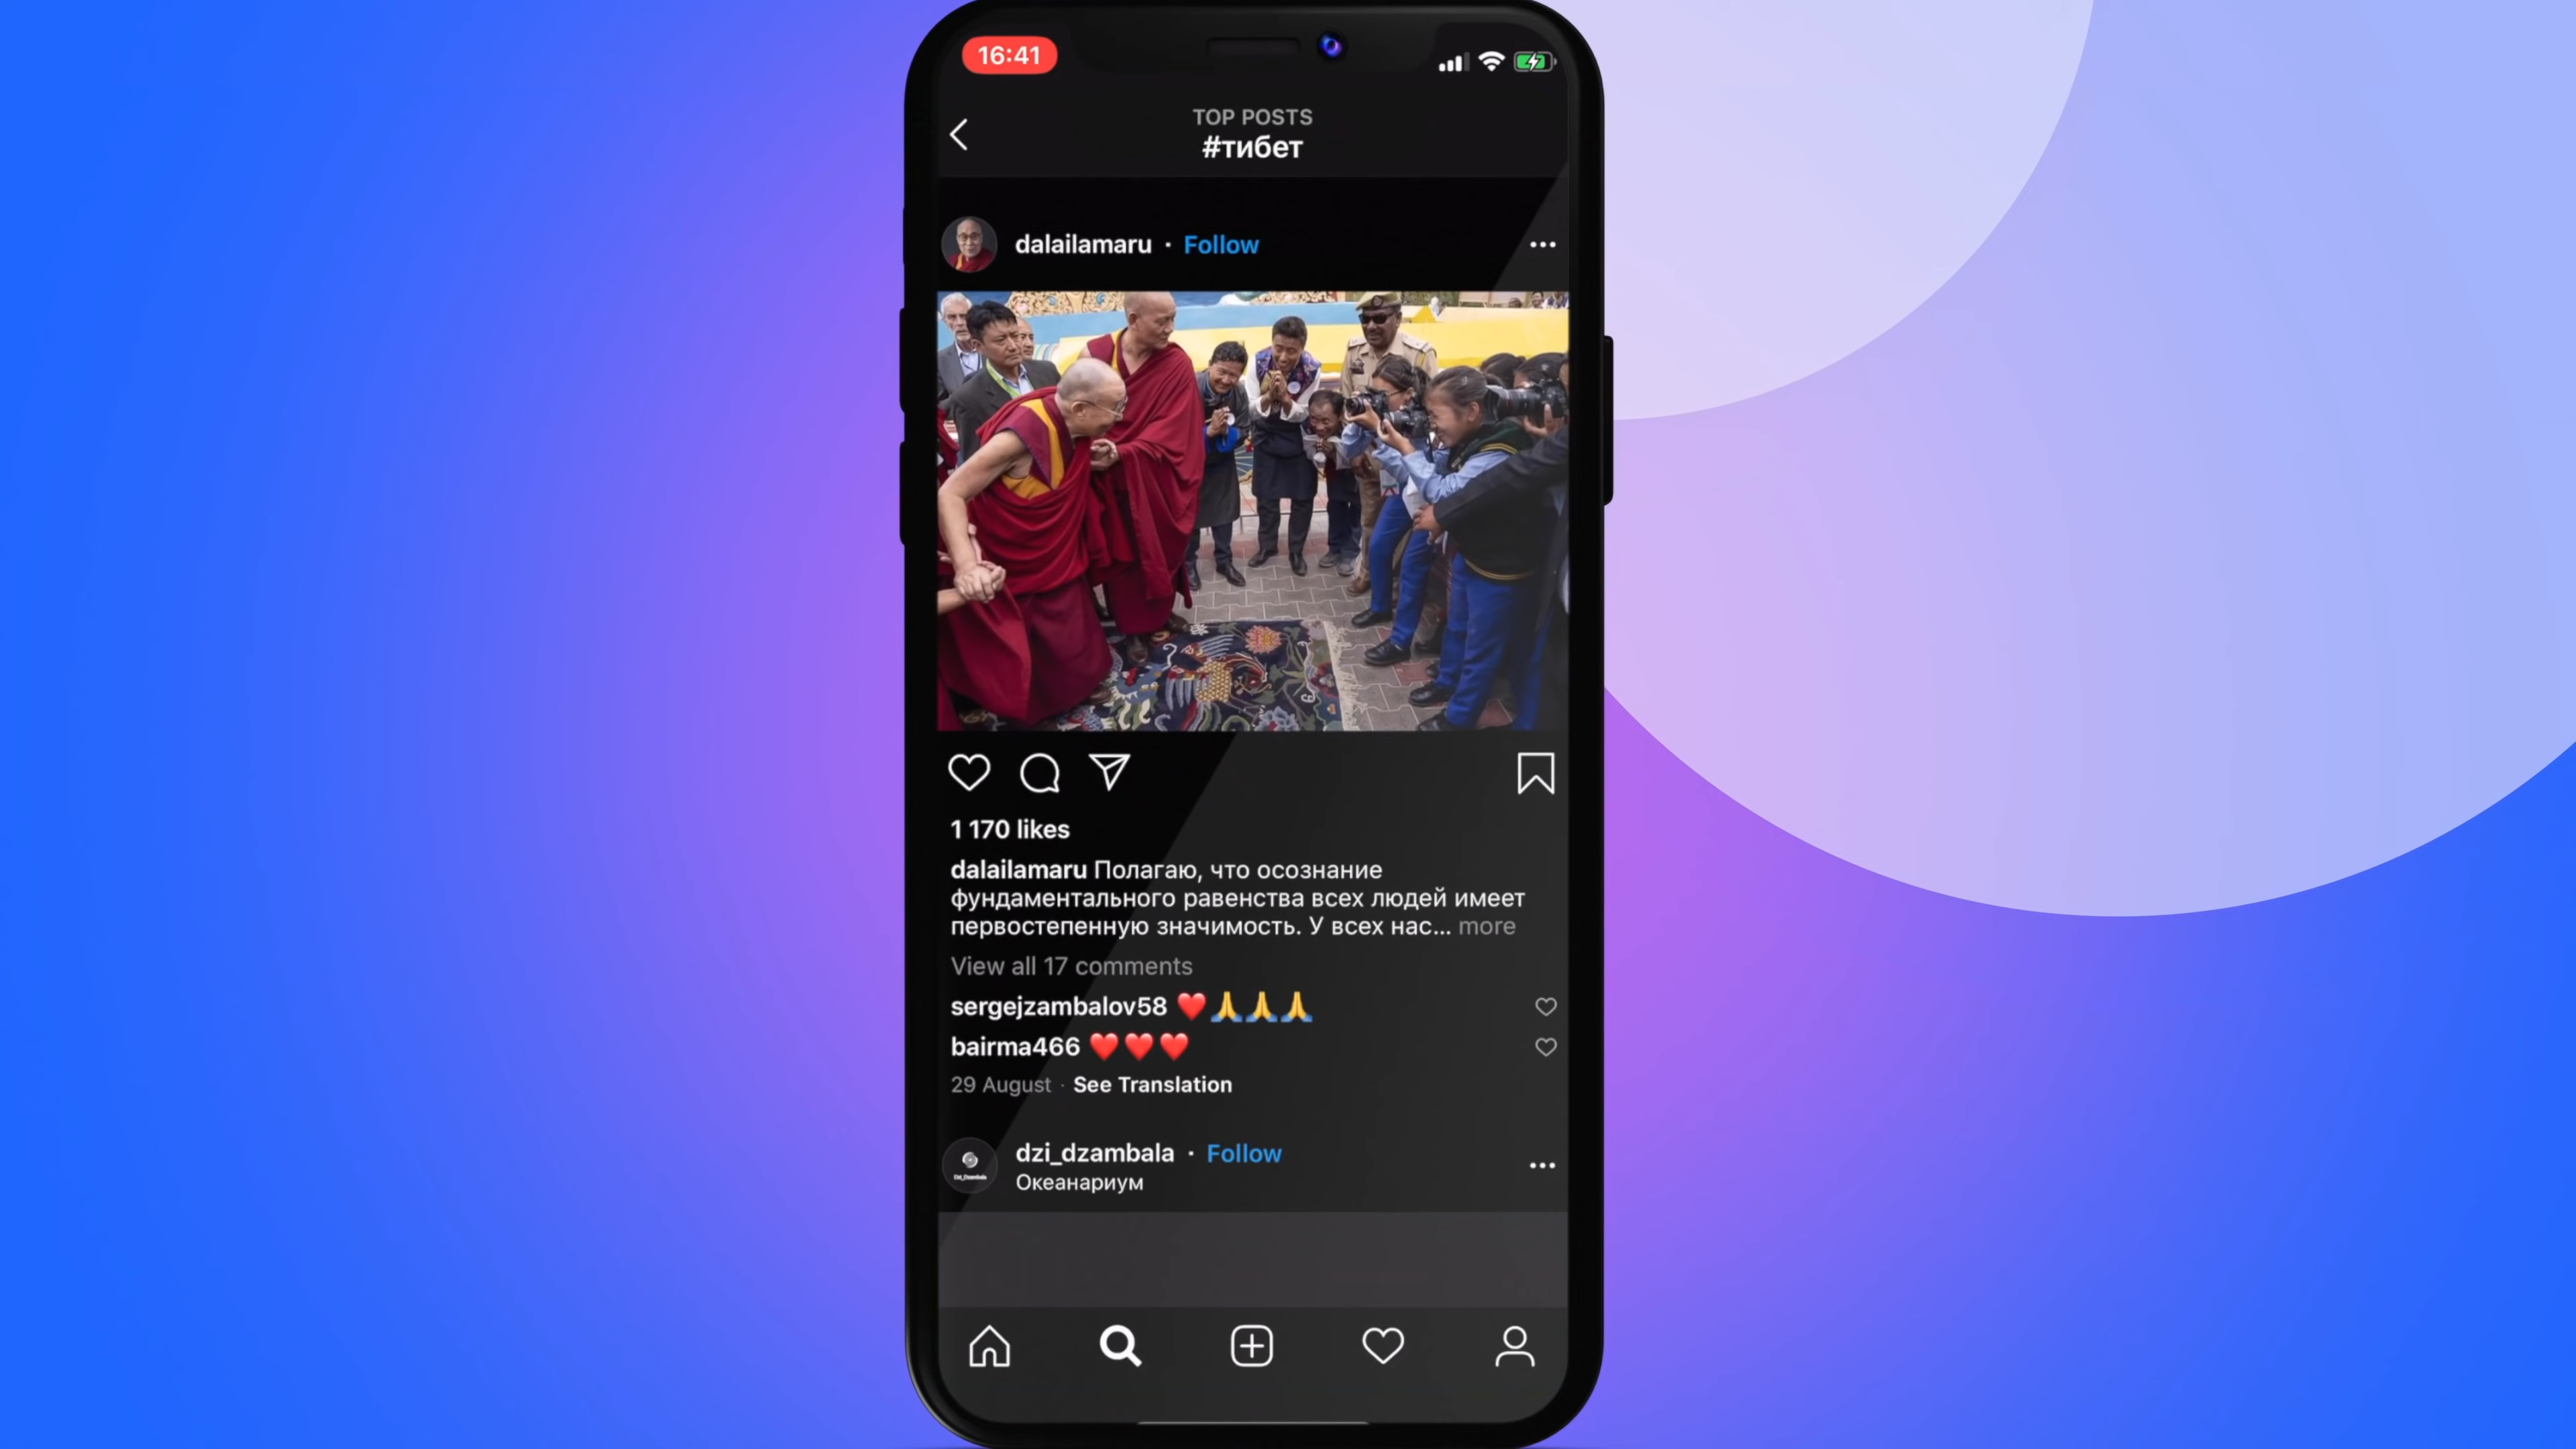 16:41
TOP POSTS
#тибет
dalailamaru · Follow
1 170 likes
dalailamaru Полагаю, что осознание
фундаментального равенства всех людей имеет
первостепенную значимость. У всех нас... more
View all 17 comments
sergejzambalov58 ❤️🙏🙏🙏
bairma466 ❤️❤️❤️
29 August · See Translation
dzi_dzambala · Follow
Океанариум